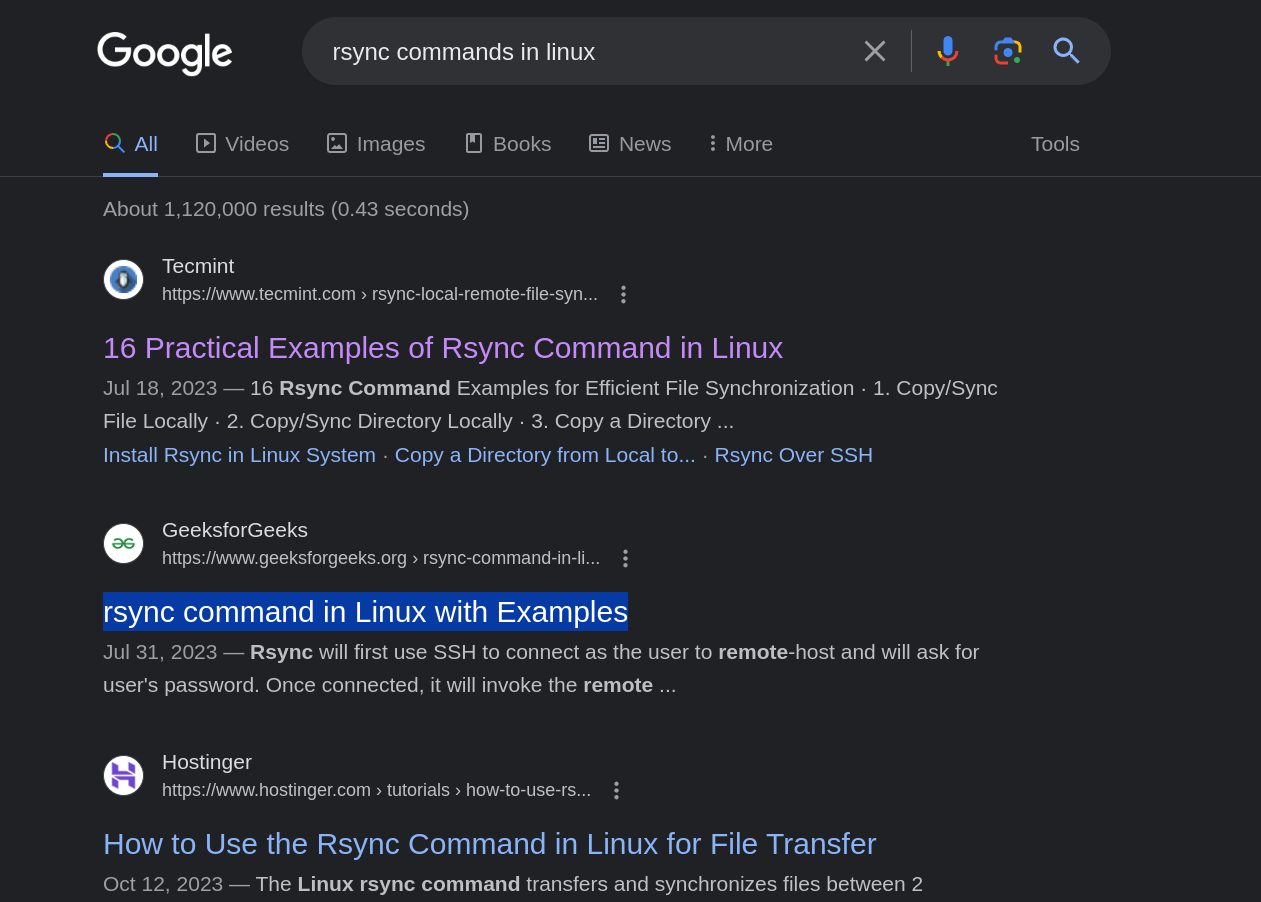 Google
rsync commands in linux
All Videos Images Books News More Tools
About 1,120,000 results (0.43 seconds)
Tecmint
https://www.tecmint.com › rsync-local-remote-file-syn...
16 Practical Examples of Rsync Command in Linux
Jul 18, 2023 — 16 Rsync Command Examples for Efficient File Synchronization · 1. Copy/Sync
File Locally · 2. Copy/Sync Directory Locally · 3. Copy a Directory ...
Install Rsync in Linux System · Copy a Directory from Local to... · Rsync Over SSH
GeeksforGeeks
https://www.geeksforgeeks.org › rsync-command-in-li...
rsync command in Linux with Examples
Jul 31, 2023 — Rsync will first use SSH to connect as the user to remote-host and will ask for
user's password. Once connected, it will invoke the remote ...
Hostinger
https://www.hostinger.com › tutorials › how-to-use-rs...
How to Use the Rsync Command in Linux for File Transfer
Oct 12, 2023 — The Linux rsync command transfers and synchronizes files between 2